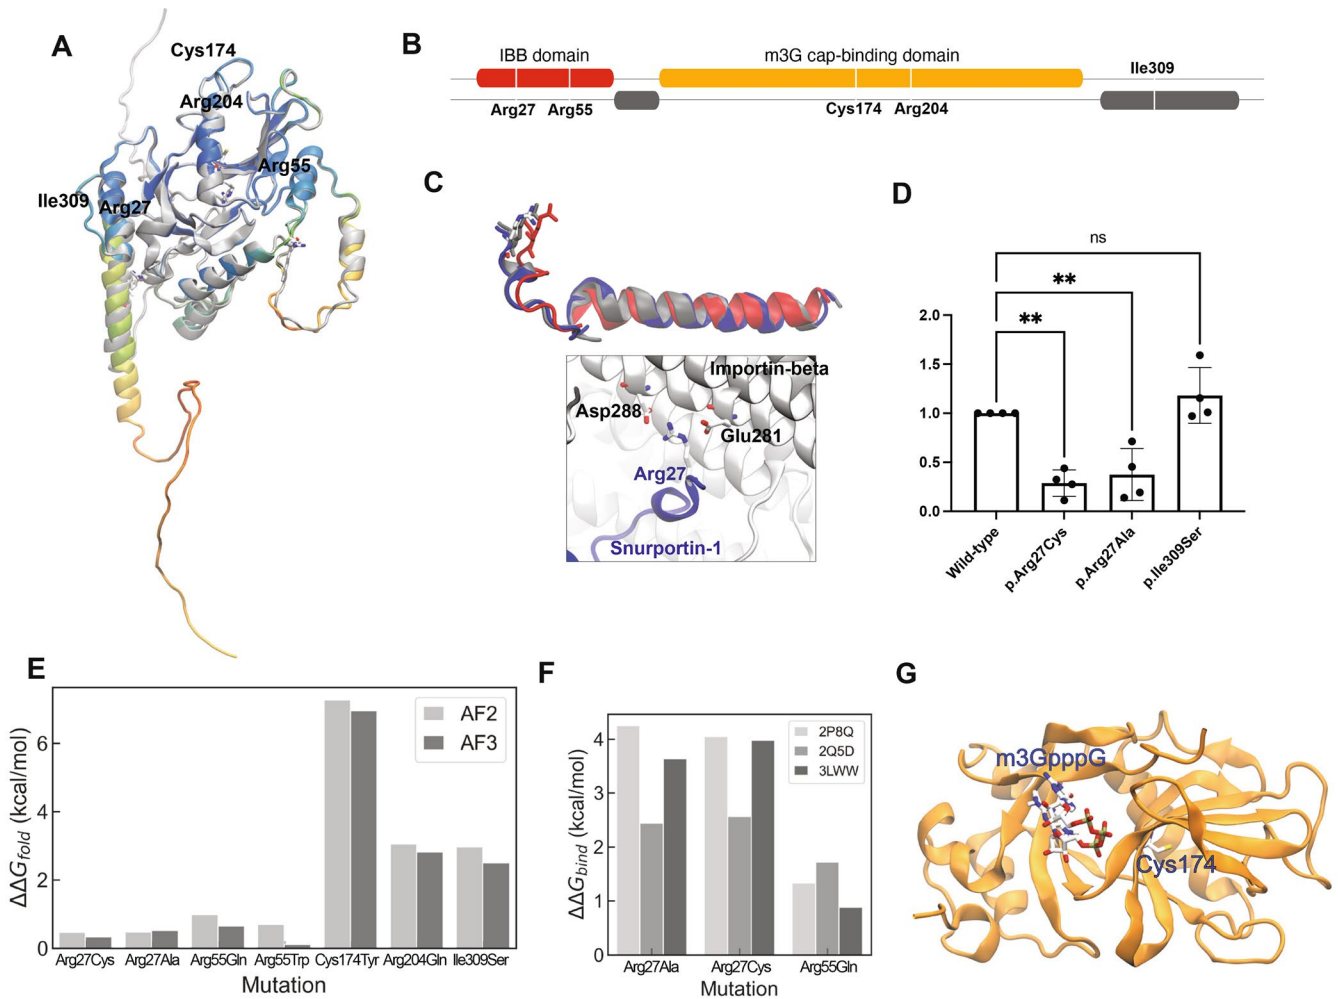 A
Cys174
Arg204
Arg55
Ile309
Arg27
B
IBB domain
m3G cap-binding domain
Ile309
Arg27
Arg55
Cys174
Arg204
C
Importin-beta
Asp288
Glu281
Arg27
Snurportin-1
D
ns
**
**
2.0
1.5
1.0
0.5
0.0
Wild-type
p.Arg27Cys
p.Arg27Ala
p.Ile309Ser
E
ΔΔGfold (kcal/mol)
6
4
2
0
AF2
AF3
Arg27Cys Arg27Ala Arg55Gln Arg55Trp Cys174Tyr Arg204Gln Ile309Ser
Mutation
F
ΔΔGbind (kcal/mol)
4
3
2
1
0
2P8Q
2Q5D
3LWW
Arg27Ala Arg27Cys Arg55Gln
Mutation
G
m3GpppG
Cys174